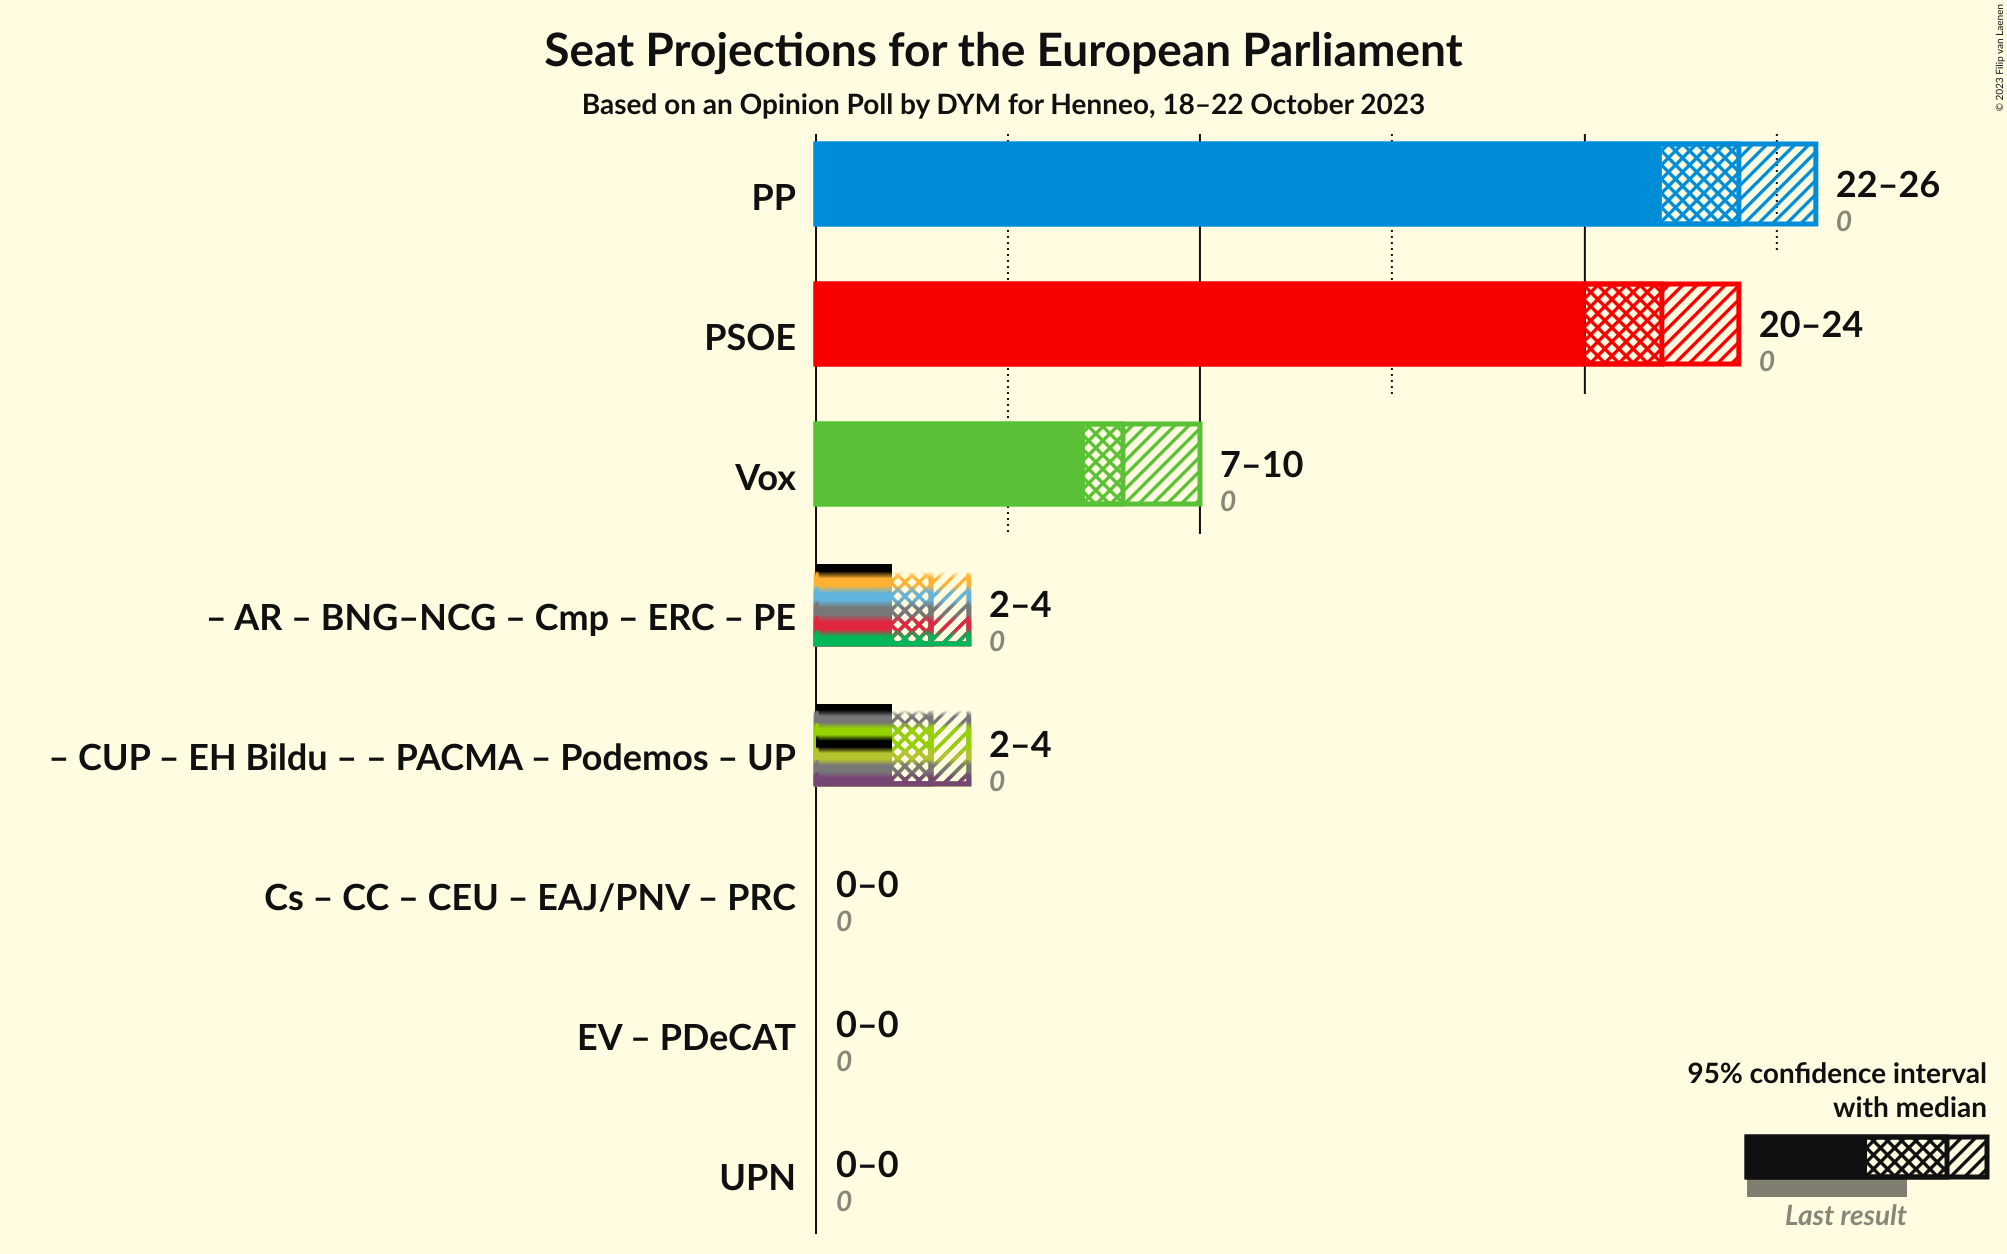 Seat Projections for the European Parliament
Based on an Opinion Poll by DYM for Henneo, 18–22 October 2023
© 2023 Filip van Laenen
PP
22–26
0
PSOE
20–24
0
Vox
7–10
0
– AR – BNG–NCG – Cmp – ERC – PE
2–4
0
– CUP – EH Bildu – – PACMA – Podemos – UP
2–4
0
Cs – CC – CEU – EAJ/PNV – PRC
0–0
0
EV – PDeCAT
0–0
0
UPN
0–0
0
95% confidence interval
with median
Last result